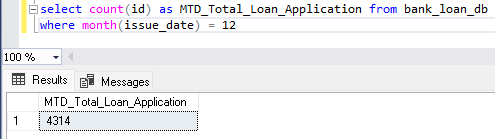 select count(id) as MTD_Total_Loan_Application from bank_loan_db
where month(issue_date) = 12
100 %
Results Messages
MTD_Total_Loan_Application
1 4314